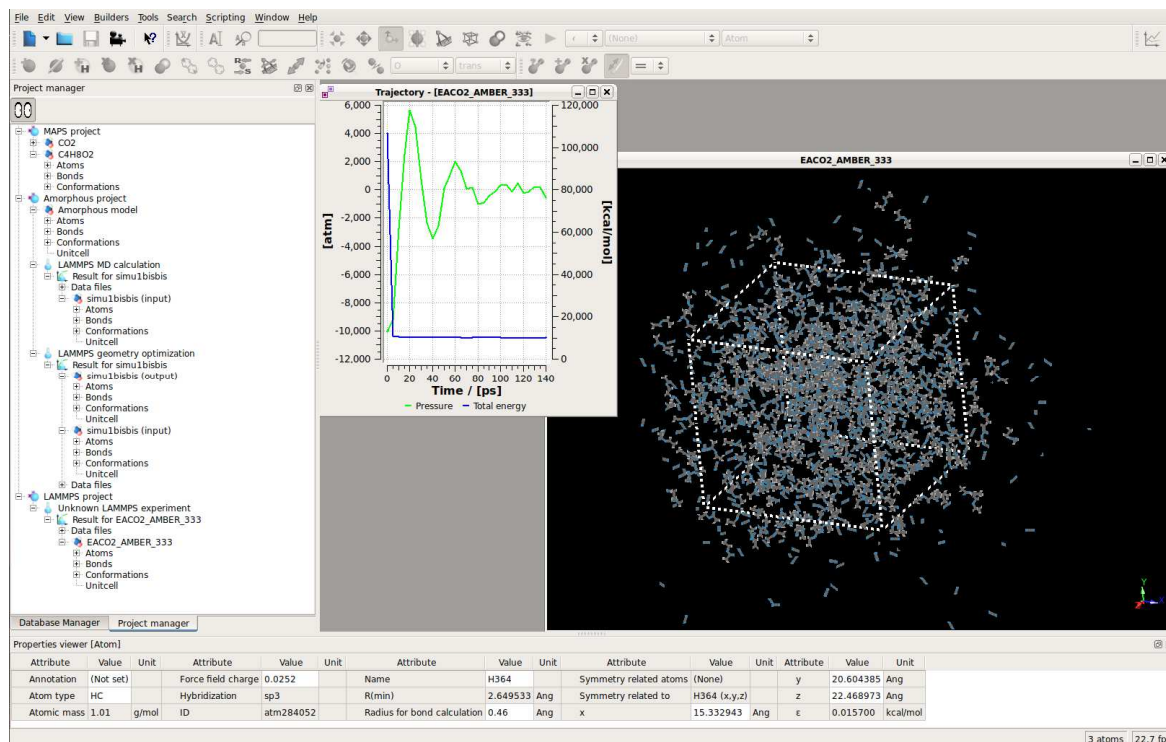 File Edit View Builders Tools Search Scripting Window Help
(None) Atom
O trans =
Project manager
MAPS project
CO2
C4H8O2
Atoms
Bonds
Conformations
Amorphous project
Amorphous model
Atoms
Bonds
Conformations
Unitcell
LAMMPS MD calculation
Result for simu1bisbis
Data files
simu1bisbis (input)
Atoms
Bonds
Conformations
Unitcell
LAMMPS geometry optimization
Result for simu1bisbis
simu1bisbis (output)
Atoms
Bonds
Conformations
Unitcell
simu1bisbis (input)
Atoms
Bonds
Conformations
Unitcell
Data files
LAMMPS project
Unknown LAMMPS experiment
Result for EACO2_AMBER_333
Data files
EACO2_AMBER_333
Atoms
Bonds
Conformations
Unitcell
Database Manager Project manager
Trajectory - [EACO2_AMBER_333]
6,000 120,000
4,000 100,000
2,000
0 80,000
-2,000
-4,000 60,000
-6,000 40,000
-8,000
-10,000 20,000
-12,000 0
[atm] [kcal/mol]
0 20 40 60 80 100 120 140
Time / [ps]
Pressure Total energy
EACO2_AMBER_333
Y
X
Z
Properties viewer [Atom]
Attribute Value Unit Attribute Value Unit Attribute Value Unit Attribute Value Unit Attribute Value Unit
Annotation (Not set) Force field charge 0.0252 Name H364 Symmetry related atoms (None) y 20.604385 Ang
Atom type HC Hybridization sp3 R(min) 2.649533 Ang Symmetry related to H364 (x,y,z) z 22.468973 Ang
Atomic mass 1.01 g/mol ID atm284052 Radius for bond calculation 0.46 Ang x 15.332943 Ang ε 0.015700 kcal/mol
3 atoms 22.7 fp